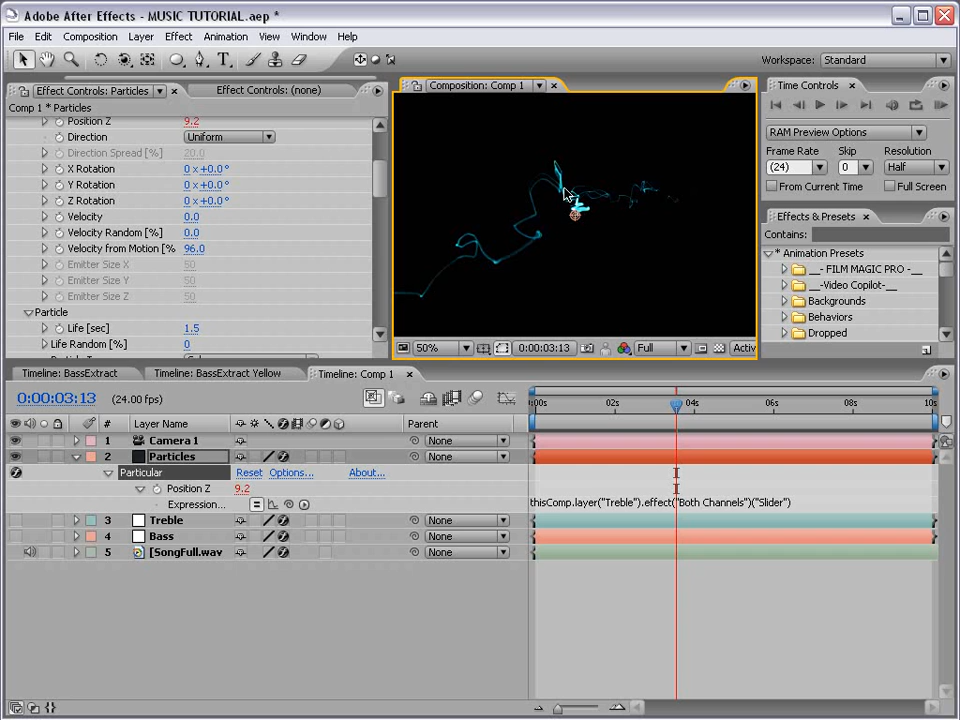 Adobe After Effects - MUSIC TUTORIAL.aep *
File Edit Composition Layer Effect Animation View Window Help
Workspace: Standard
Effect Controls: Particles
Effect Controls: (none)
Comp 1 * Particles
Position Z 9.2
Direction Uniform
Direction Spread [%] 20.0
X Rotation 0 x+0.0°
Y Rotation 0 x+0.0°
Z Rotation 0 x+0.0°
Velocity 0.0
Velocity Random [%] 0.0
Velocity from Motion [% 96.0
Emitter Size X 50
Emitter Size Y 50
Emitter Size Z 50
Particle
Life [sec] 1.5
Life Random [%] 0
Composition: Comp 1
50% 0:00:03:13 Full Activ
Time Controls
RAM Preview Options
Frame Rate Skip Resolution
(24) 0 Half
From Current Time Full Screen
Effects & Presets
Contains:
* Animation Presets
__- FILM MAGIC PRO -__
__-Video Copilot-__
Backgrounds
Behaviors
Dropped
Timeline: BassExtract Timeline: BassExtract Yellow Timeline: Comp 1
0:00:03:13 (24.00 fps)
:00s 02s 04s 06s 08s 10s
# Layer Name Parent
1 Camera 1 None
2 Particles None
Particular Reset Options... About...
Position Z 9.2
Expression... thisComp.layer("Treble").effect("Both Channels")("Slider")
3 Treble None
4 Bass None
5 [SongFull.wav None